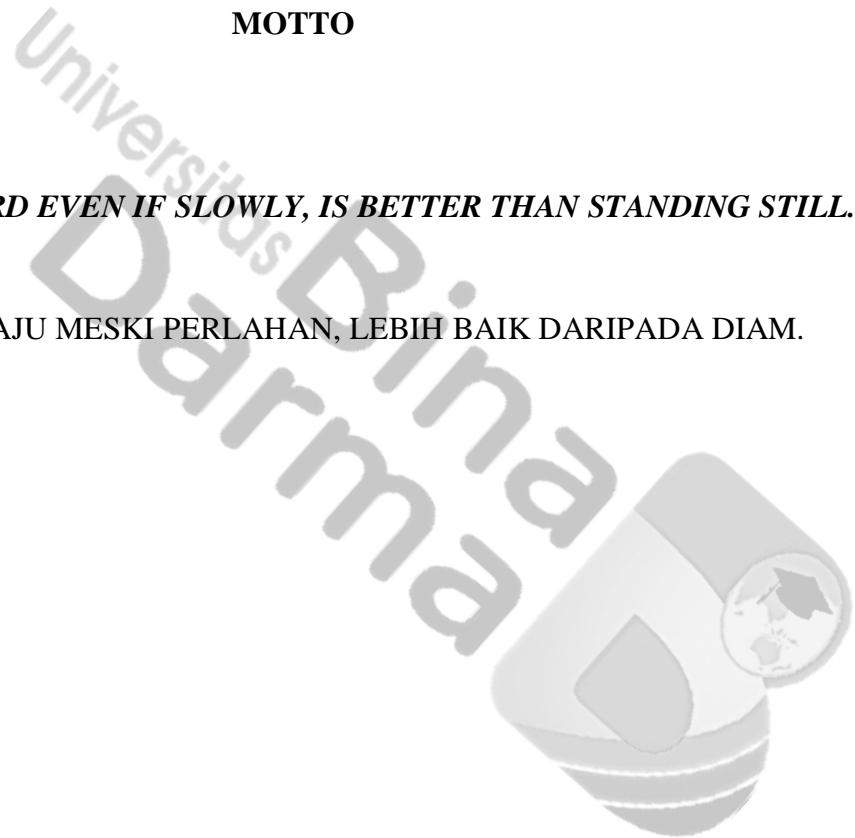 MOTTO
RD EVEN IF SLOWLY, IS BETTER THAN STANDING STILL.
AJU MESKI PERLAHAN, LEBIH BAIK DARIPADA DIAM.
Universitas
Bina
Darma